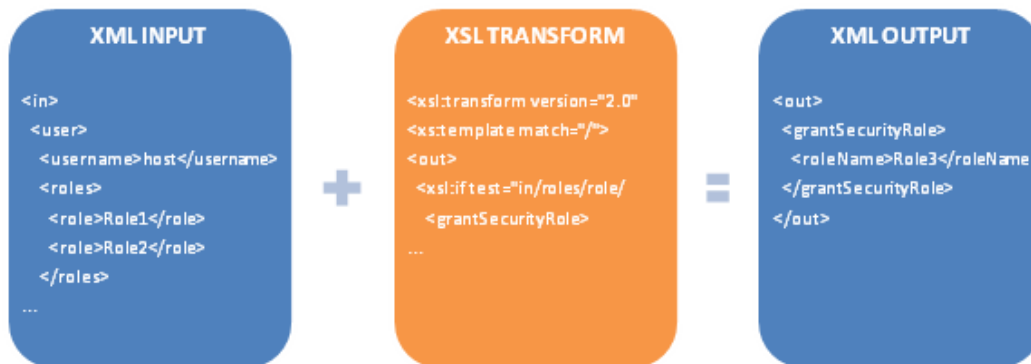 XML INPUT
<in>
<user>
<username>host</username>
<roles>
<role>Role1</role>
<role>Role2</role>
</roles>
...
XSL TRANSFORM
<xsl:transform version="2.0"
<xs:template match="/">
<out>
<xsl:if test="in/roles/role/
<grantSecurityRole>
...
XML OUTPUT
<out>
<grantSecurityRole>
<roleName>Role3</roleName
</grantSecurityRole>
</out>